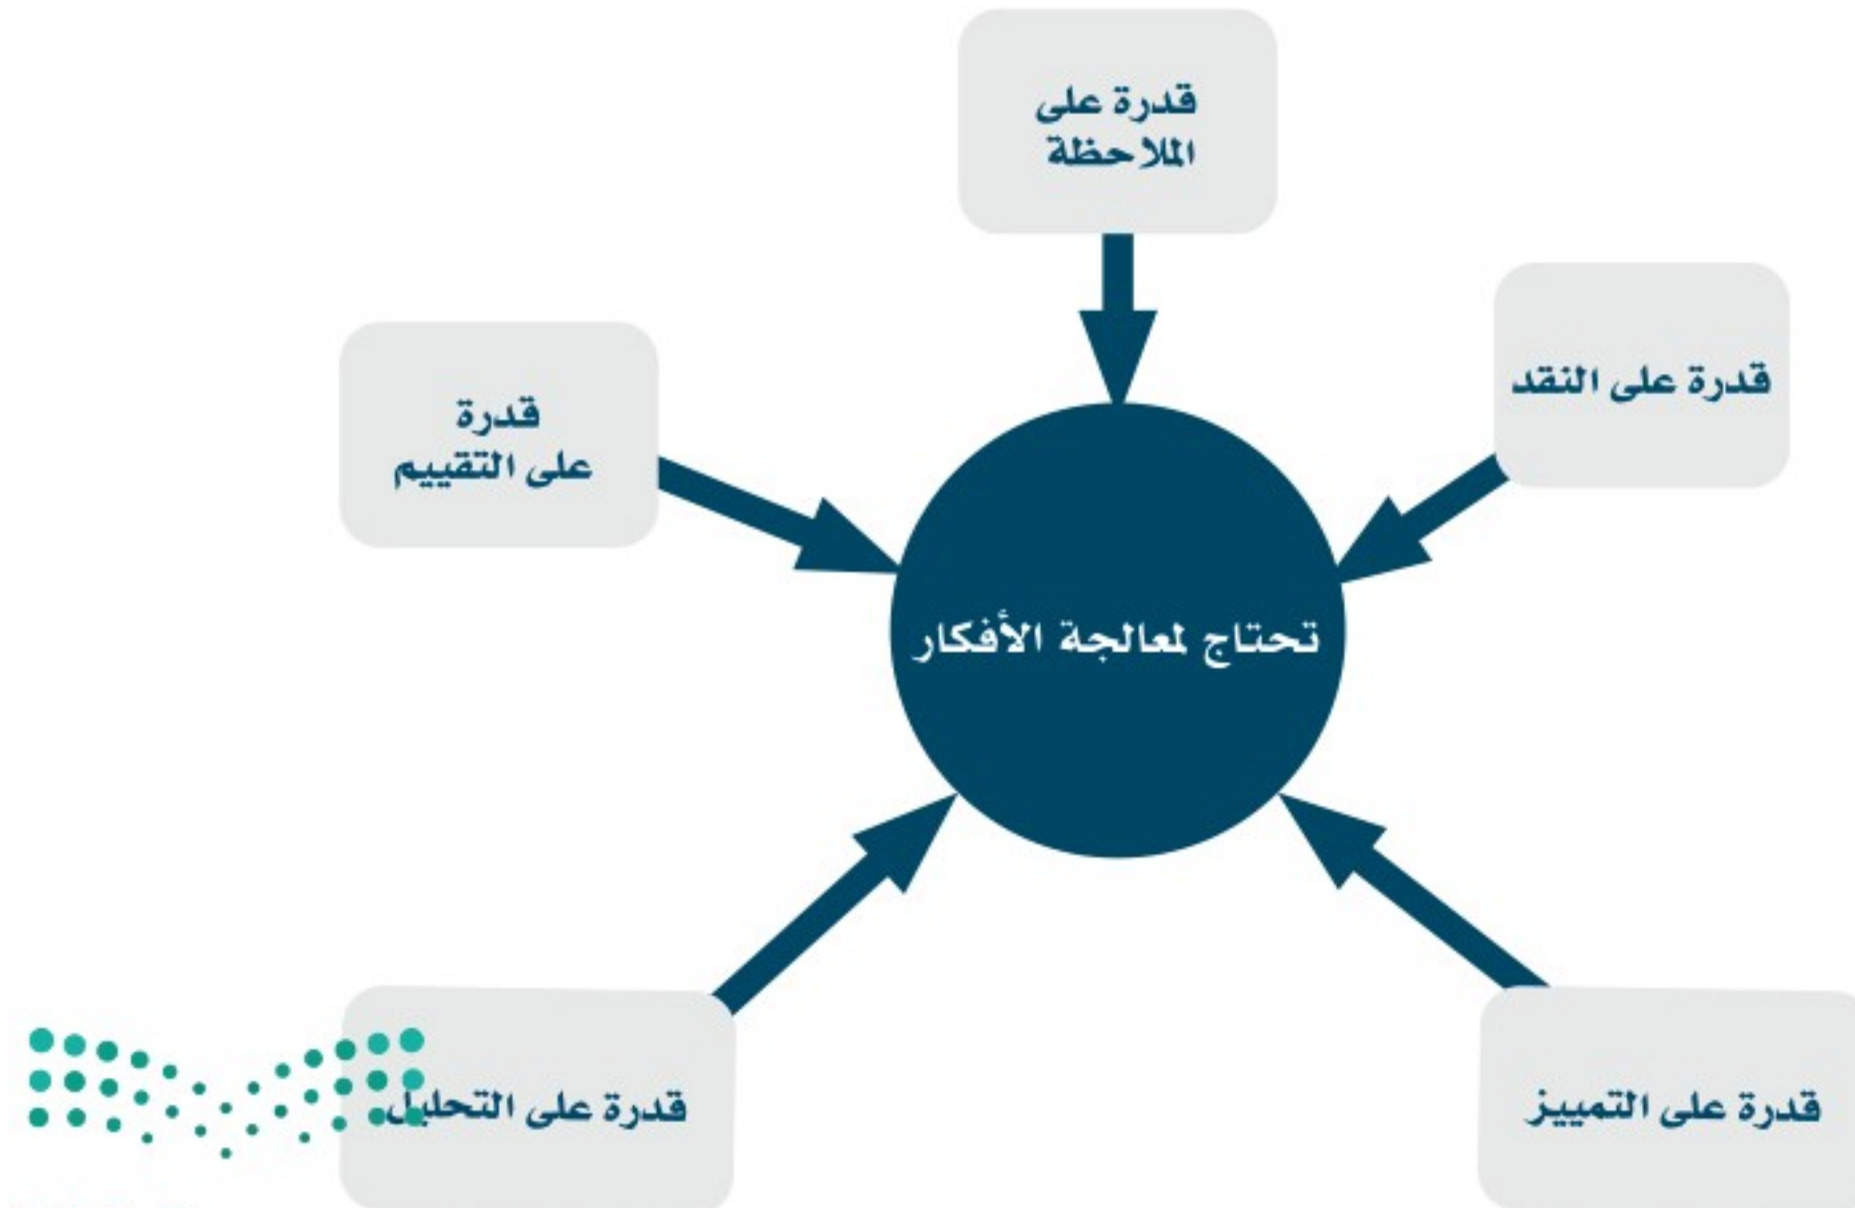 قدرة على
الملاحظة
قدرة على النقد
قدرة
على التقييم
تحتاج لمعالجة الأفكار
قدرة على التحليل
قدرة على التمييز